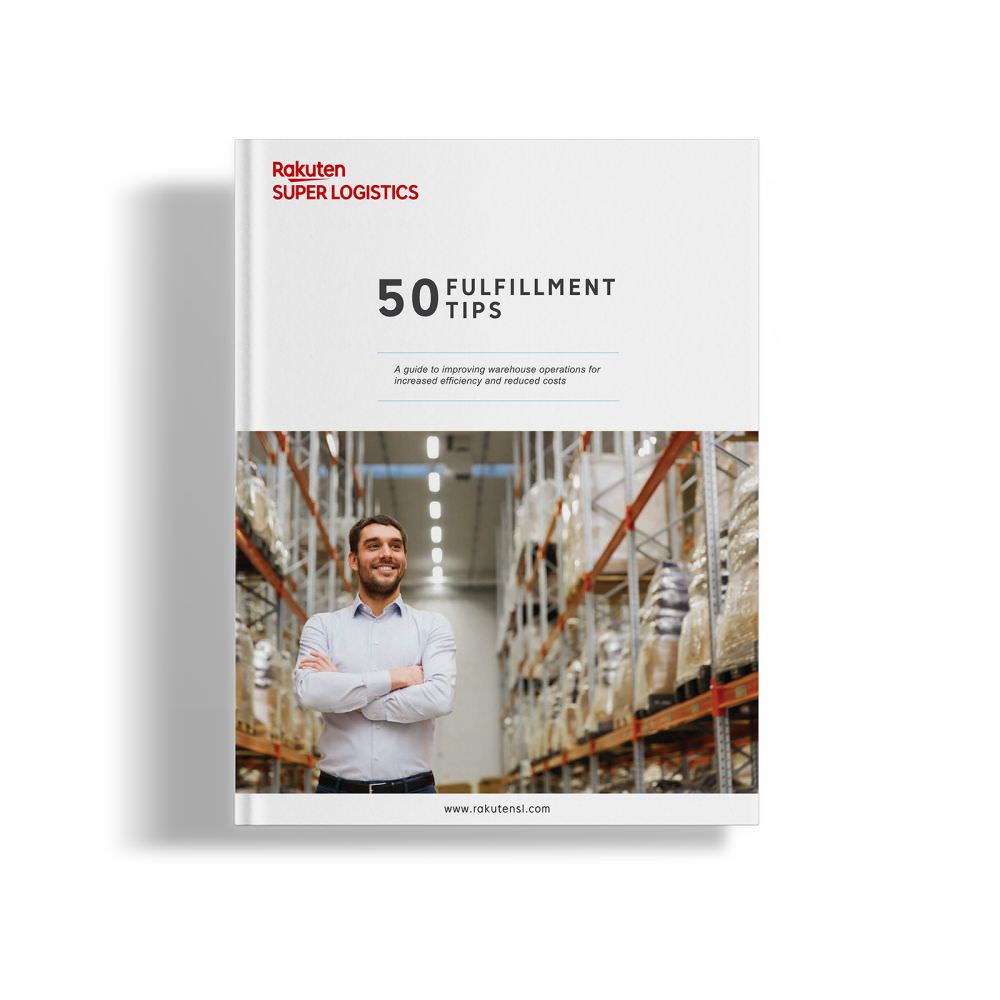 Rakuten
SUPER LOGISTICS
50 FULFILLMENT
TIPS
A guide to improving warehouse operations for
increased efficiency and reduced costs
www.rakutensl.com